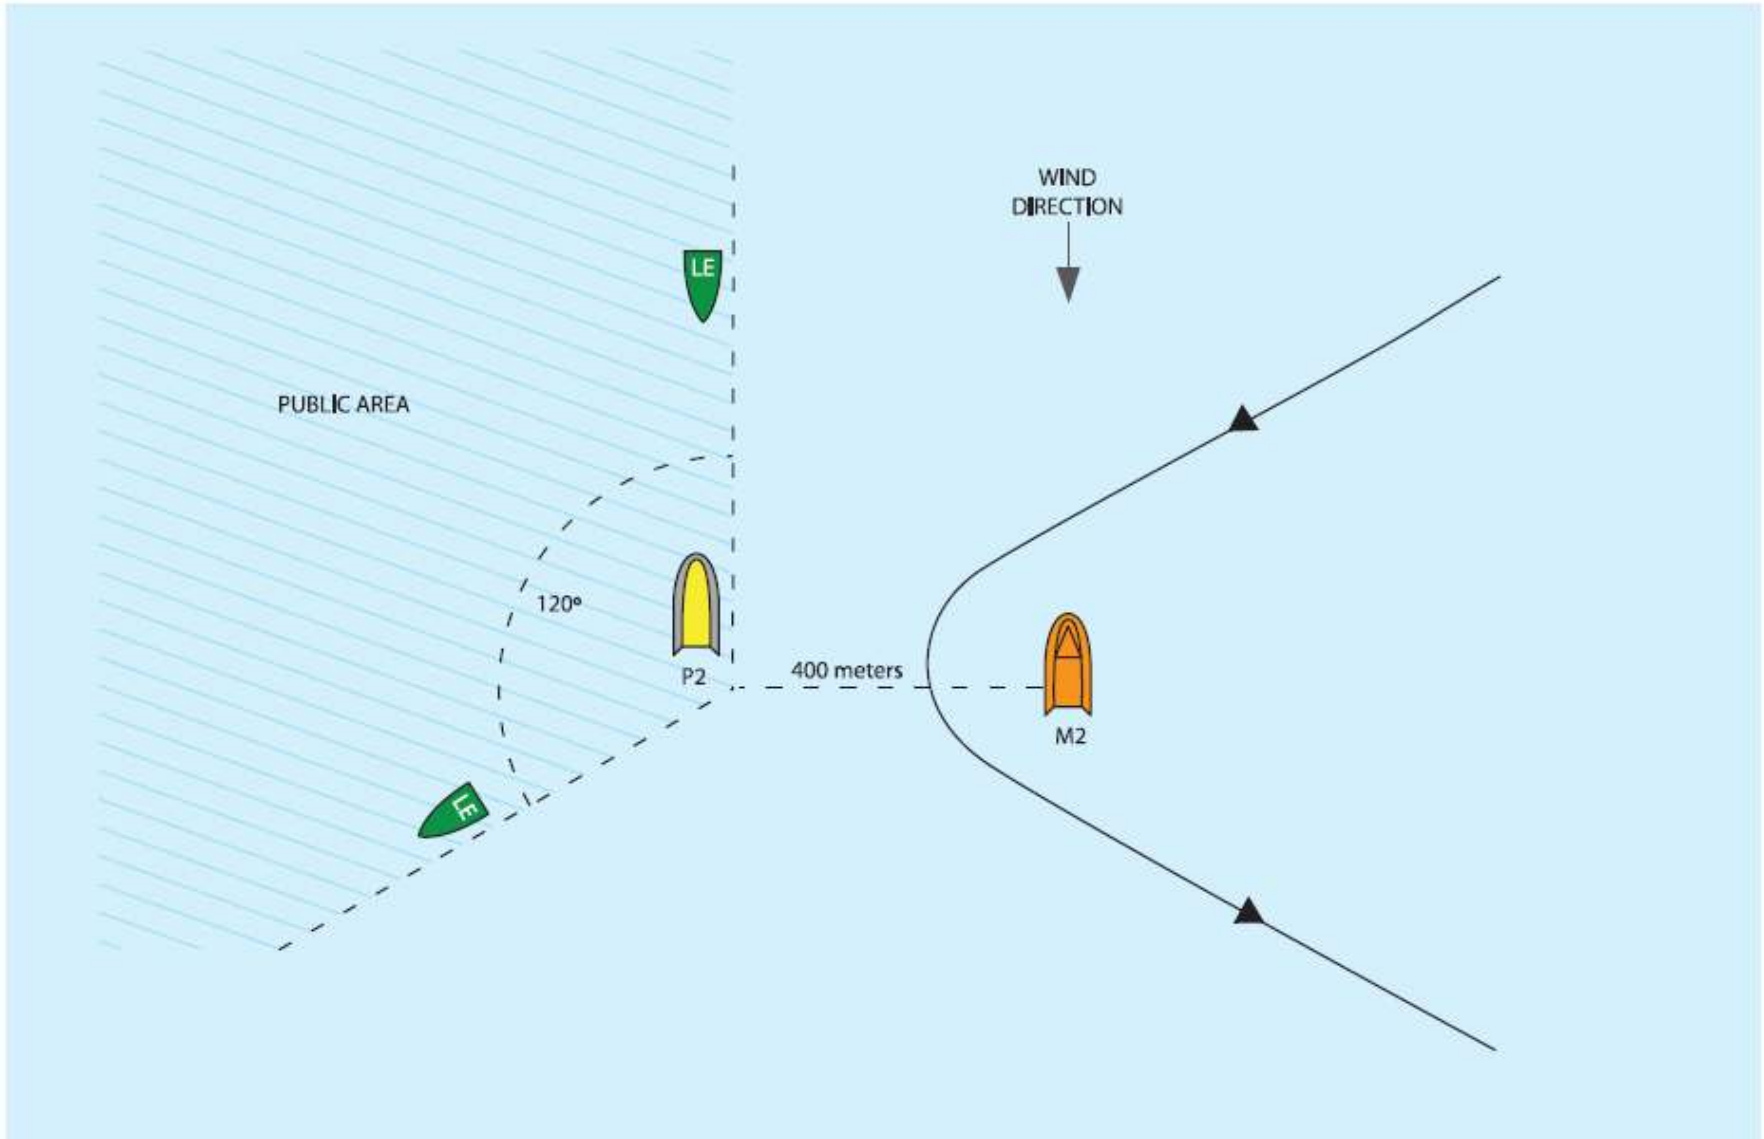 WIND
DIRECTION
LE
PUBLIC AREA
120º
P2
400 meters
M2
LE